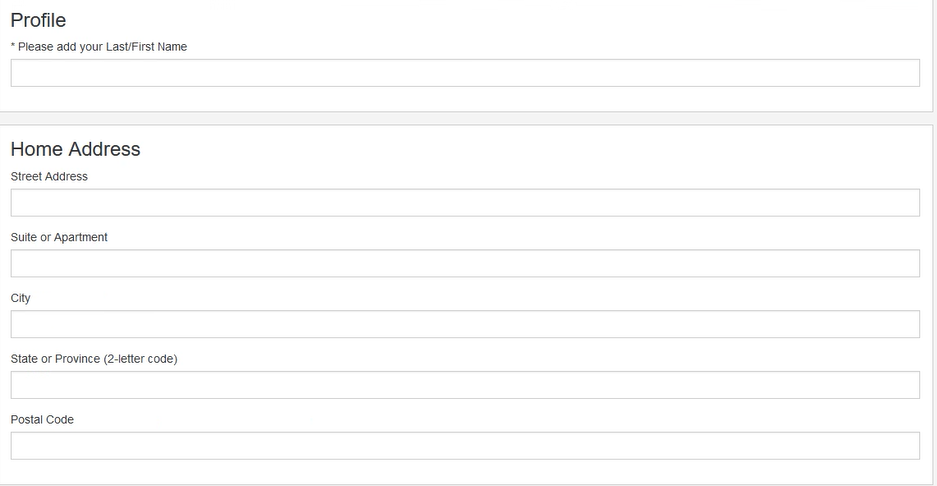 Profile
* Please add your Last/First Name
Home Address
Street Address
Suite or Apartment
City
State or Province (2-letter code)
Postal Code